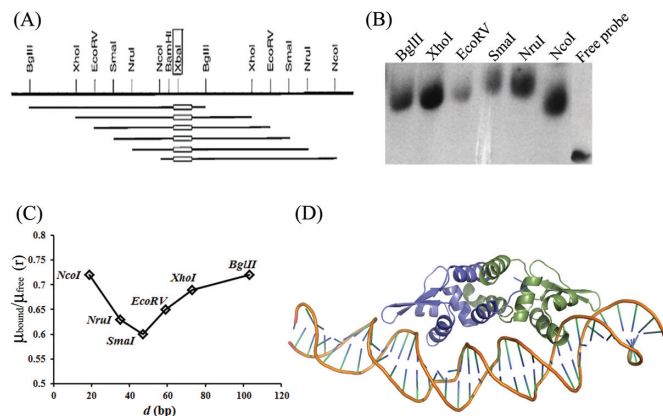 (A)
BglII XhoI EcoRV SmaI NruI NcoI BamHI XbaI BglII XhoI EcoRV SmaI NruI NcoI
(B)
BglII XhoI EcoRV SmaI NruI NcoI Free probe
(C)
0.8
0.75
0.7
0.65
0.6
0.55
0.5
μbound/μfree (r)
NcoI
NruI
SmaI
EcoRV
XhoI
BglII
0 20 40 60 80 100 120
d (bp)
(D)